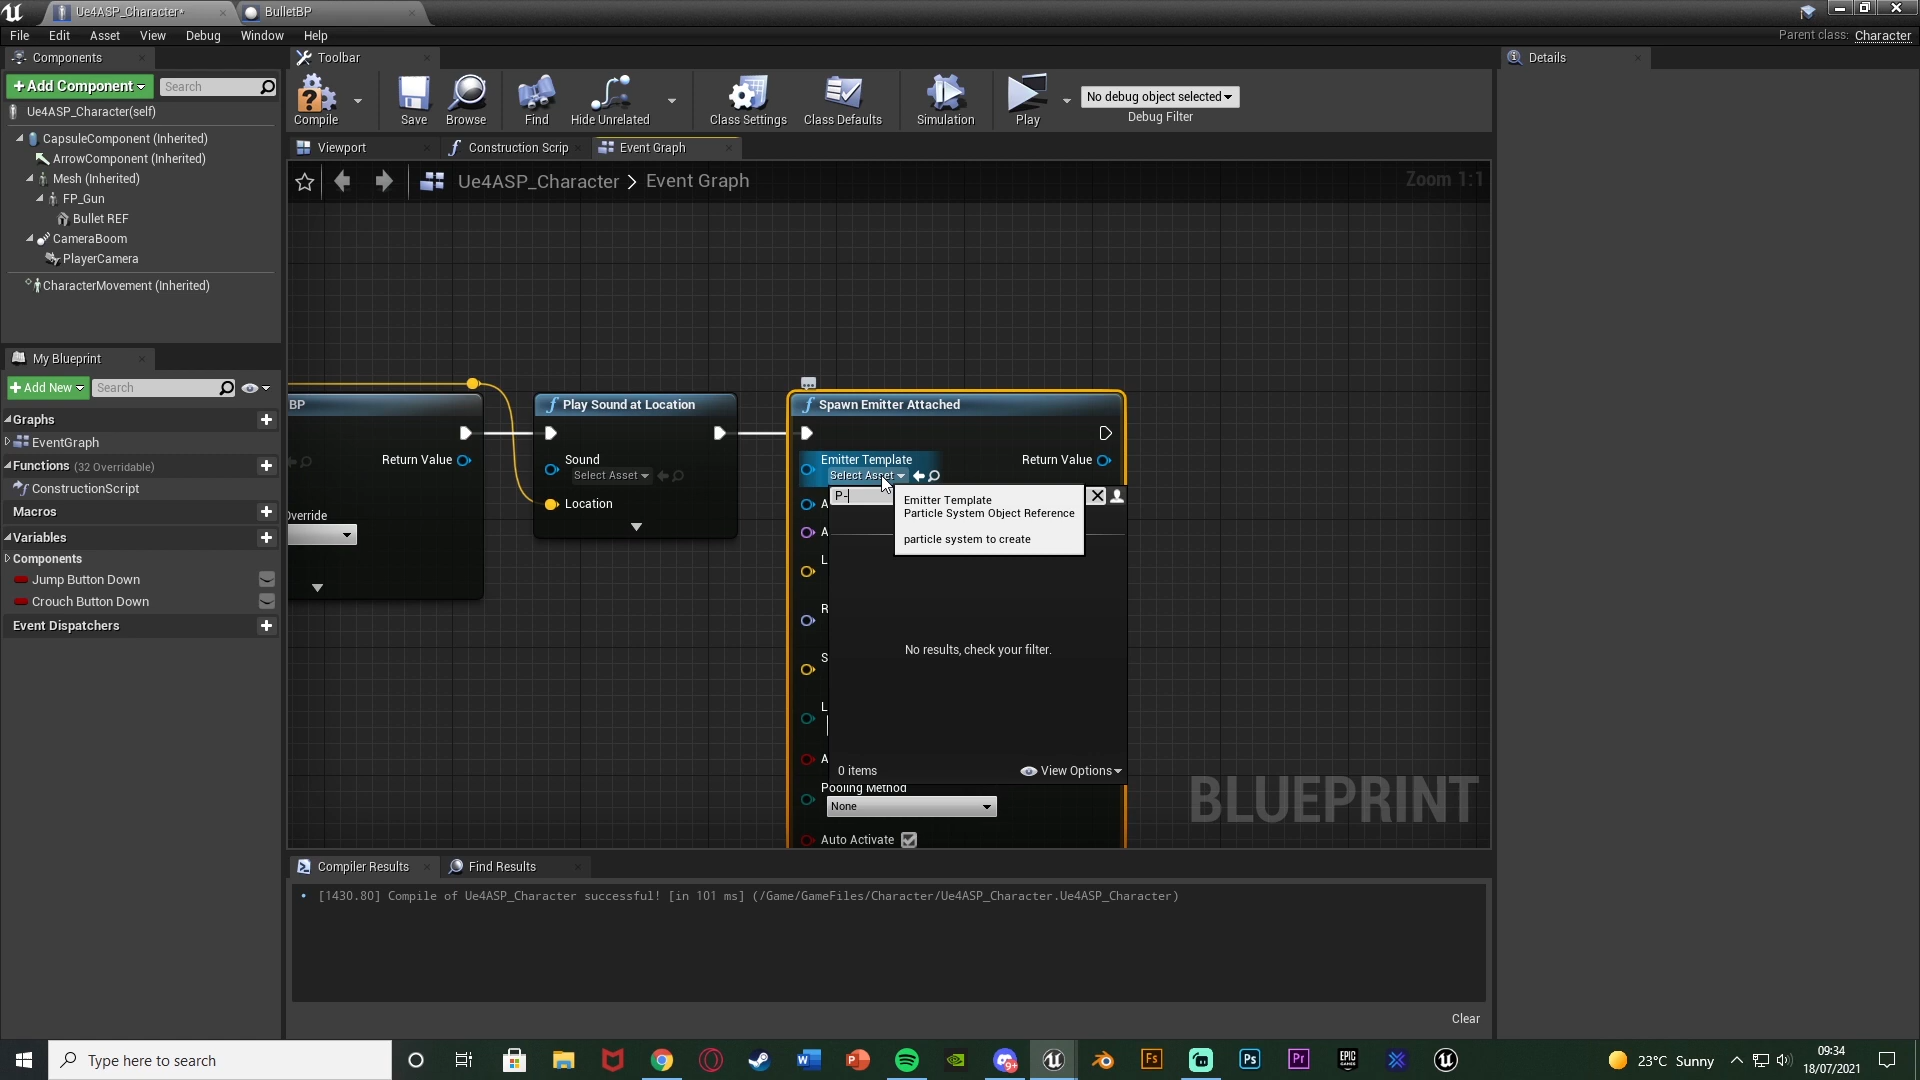 Ue4ASP_Character*
BulletBP
File Edit Asset View Debug Window Help
Parent class: Character
Components
+Add Component
Search
Ue4ASP_Character(self)
CapsuleComponent (Inherited)
ArrowComponent (Inherited)
Mesh (Inherited)
FP_Gun
Bullet REF
CameraBoom
PlayerCamera
CharacterMovement (Inherited)
My Blueprint
+Add New
Search
Graphs
EventGraph
Functions (32 Overridable)
ConstructionScript
Macros
Variables
Components
Jump Button Down
Crouch Button Down
Event Dispatchers
Toolbar
Compile
Save
Browse
Find
Hide Unrelated
Class Settings
Class Defaults
Simulation
Play
No debug object selected
Debug Filter
Viewport
Construction Scrip
Event Graph
Ue4ASP_Character > Event Graph
Zoom 1:1
BP
Return Value
Override
Play Sound at Location
Sound
Select Asset
Location
Spawn Emitter Attached
Emitter Template
Select Asset
Return Value
P-
Emitter Template
Particle System Object Reference
particle system to create
A
A
L
R
S
L
A
No results, check your filter.
0 items
View Options
Pooling Method
None
Auto Activate
BLUEPRINT
Compiler Results
Find Results
[1430.80] Compile of Ue4ASP_Character successful! [in 101 ms] (/Game/GameFiles/Character/Ue4ASP_Character.Ue4ASP_Character)
Clear
Details
Type here to search
W
P
9+
Fs
Ps
Pr
EPIC
GAMES
23°C Sunny
09:34
18/07/2021